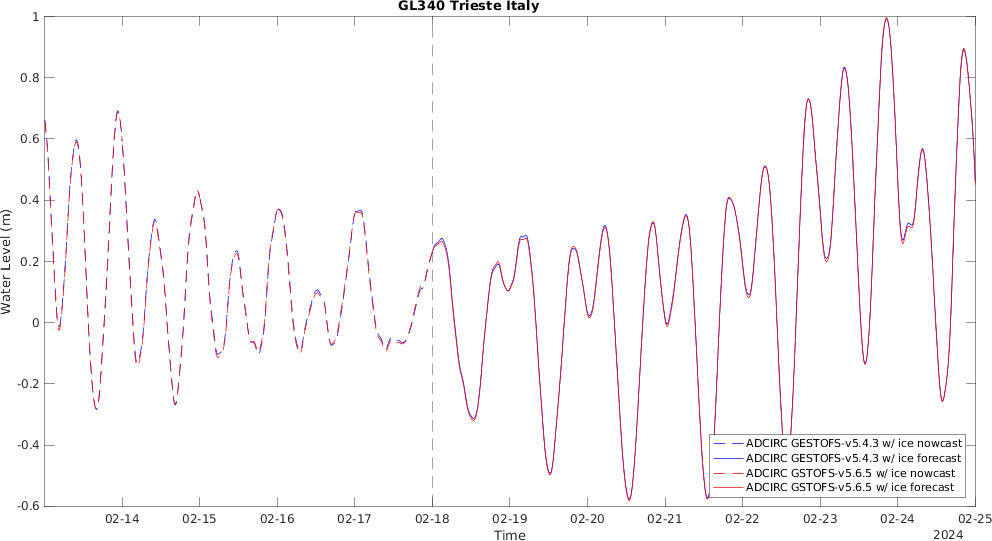 GL340 Trieste Italy
Water Level (m)
1
0.8
0.6
0.4
0.2
0
-0.2
-0.4
-0.6
ADCIRC GESTOFS-v5.4.3 w/ ice nowcast
ADCIRC GESTOFS-v5.4.3 w/ ice forecast
ADCIRC GSTOFS-v5.6.5 w/ ice nowcast
ADCIRC GSTOFS-v5.6.5 w/ ice forecast
02-14 02-15 02-16 02-17 02-18 02-19 02-20 02-21 02-22 02-23 02-24 02-25
Time
2024